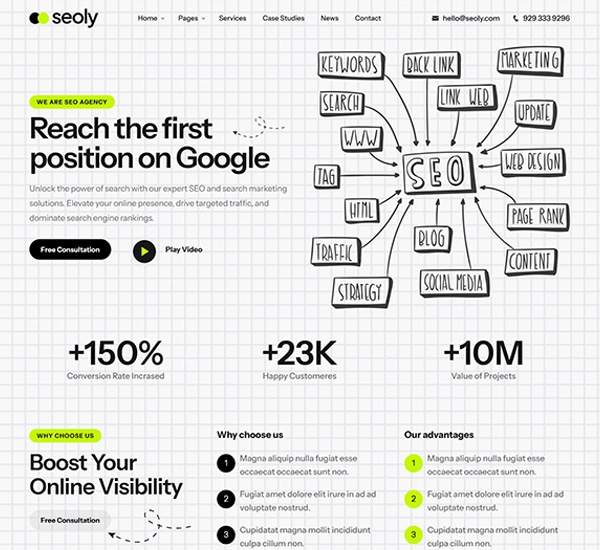 seoly
Home Pages Services Case Studies News Contact
hello@seoly.com 929 333 9296
WE ARE SEO AGENCY
Reach the first
position on Google
Unlock the power of search with our expert SEO and search marketing
solutions. Elevate your online presence, drive targeted traffic, and
dominate search engine rankings.
Free Consultation
Play Video
KEYWORDS
BACK LINK
MARKETING
SEARCH
LINK WEB
UPDATE
WWW
SEO
WEB DESIGN
TAG
HTML
PAGE RANK
BLOG
TRAFFIC
CONTENT
STRATEGY
SOCIAL MEDIA
+150%
Conversion Rate Incrased
+23K
Happy Customeres
+10M
Value of Projects
WHY CHOOSE US
Boost Your
Online Visibility
Free Consultation
Why choose us
1 Magna aliquip nulla fugiat esse
occaecat occaecat sunt non.
2 Fugiat amet dolore elit irure in ad ad
voluptate nostrud.
3 Cupidatat magna mollit incididunt
culpa cillum non.
Our advantages
1 Magna aliquip nulla fugiat esse
occaecat occaecat sunt non.
2 Fugiat amet dolore elit irure in ad ad
voluptate nostrud.
3 Cupidatat magna mollit incididunt
culpa cillum non.